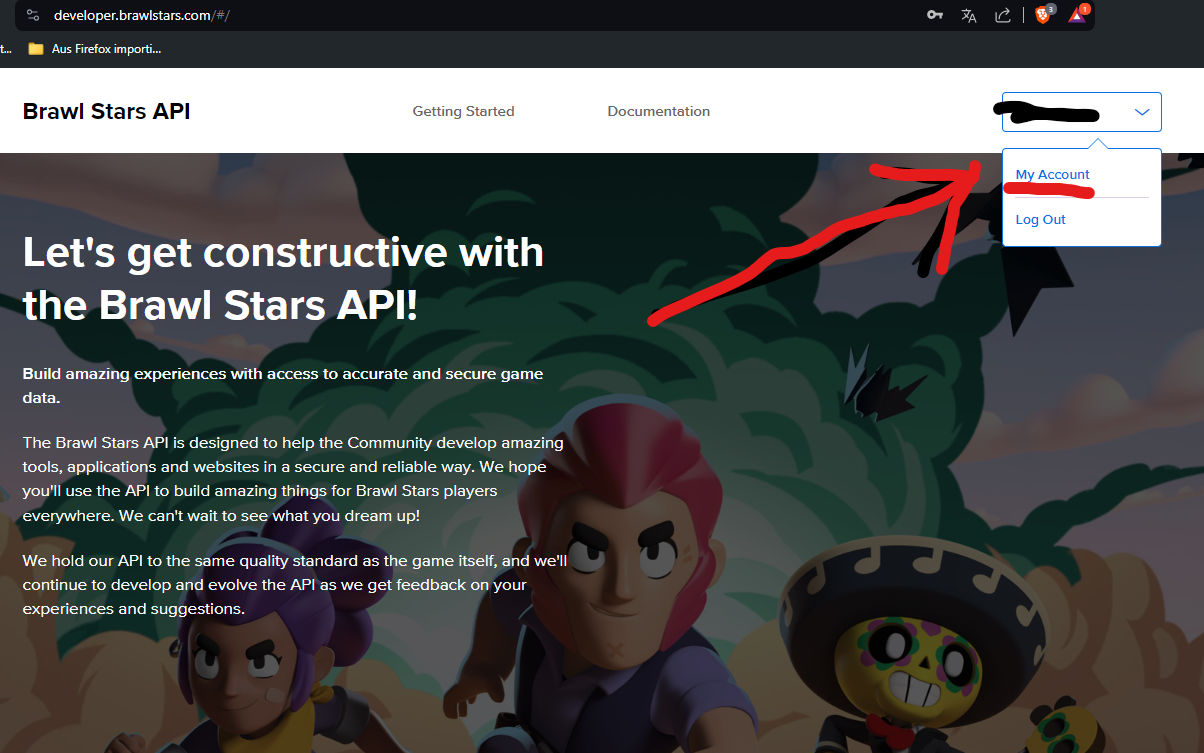 developer.brawlstars.com/#/
3
1
t...
Aus Firefox importi...
Brawl Stars API
Getting Started
Documentation
My Account
Log Out
Let's get constructive with
the Brawl Stars API!
Build amazing experiences with access to accurate and secure game
data.
The Brawl Stars API is designed to help the Community develop amazing
tools, applications and websites in a secure and reliable way. We hope
you'll use the API to build amazing things for Brawl Stars players
everywhere. We can't wait to see what you dream up!
We hold our API to the same quality standard as the game itself, and we'll
continue to develop and evolve the API as we get feedback on your
experiences and suggestions.